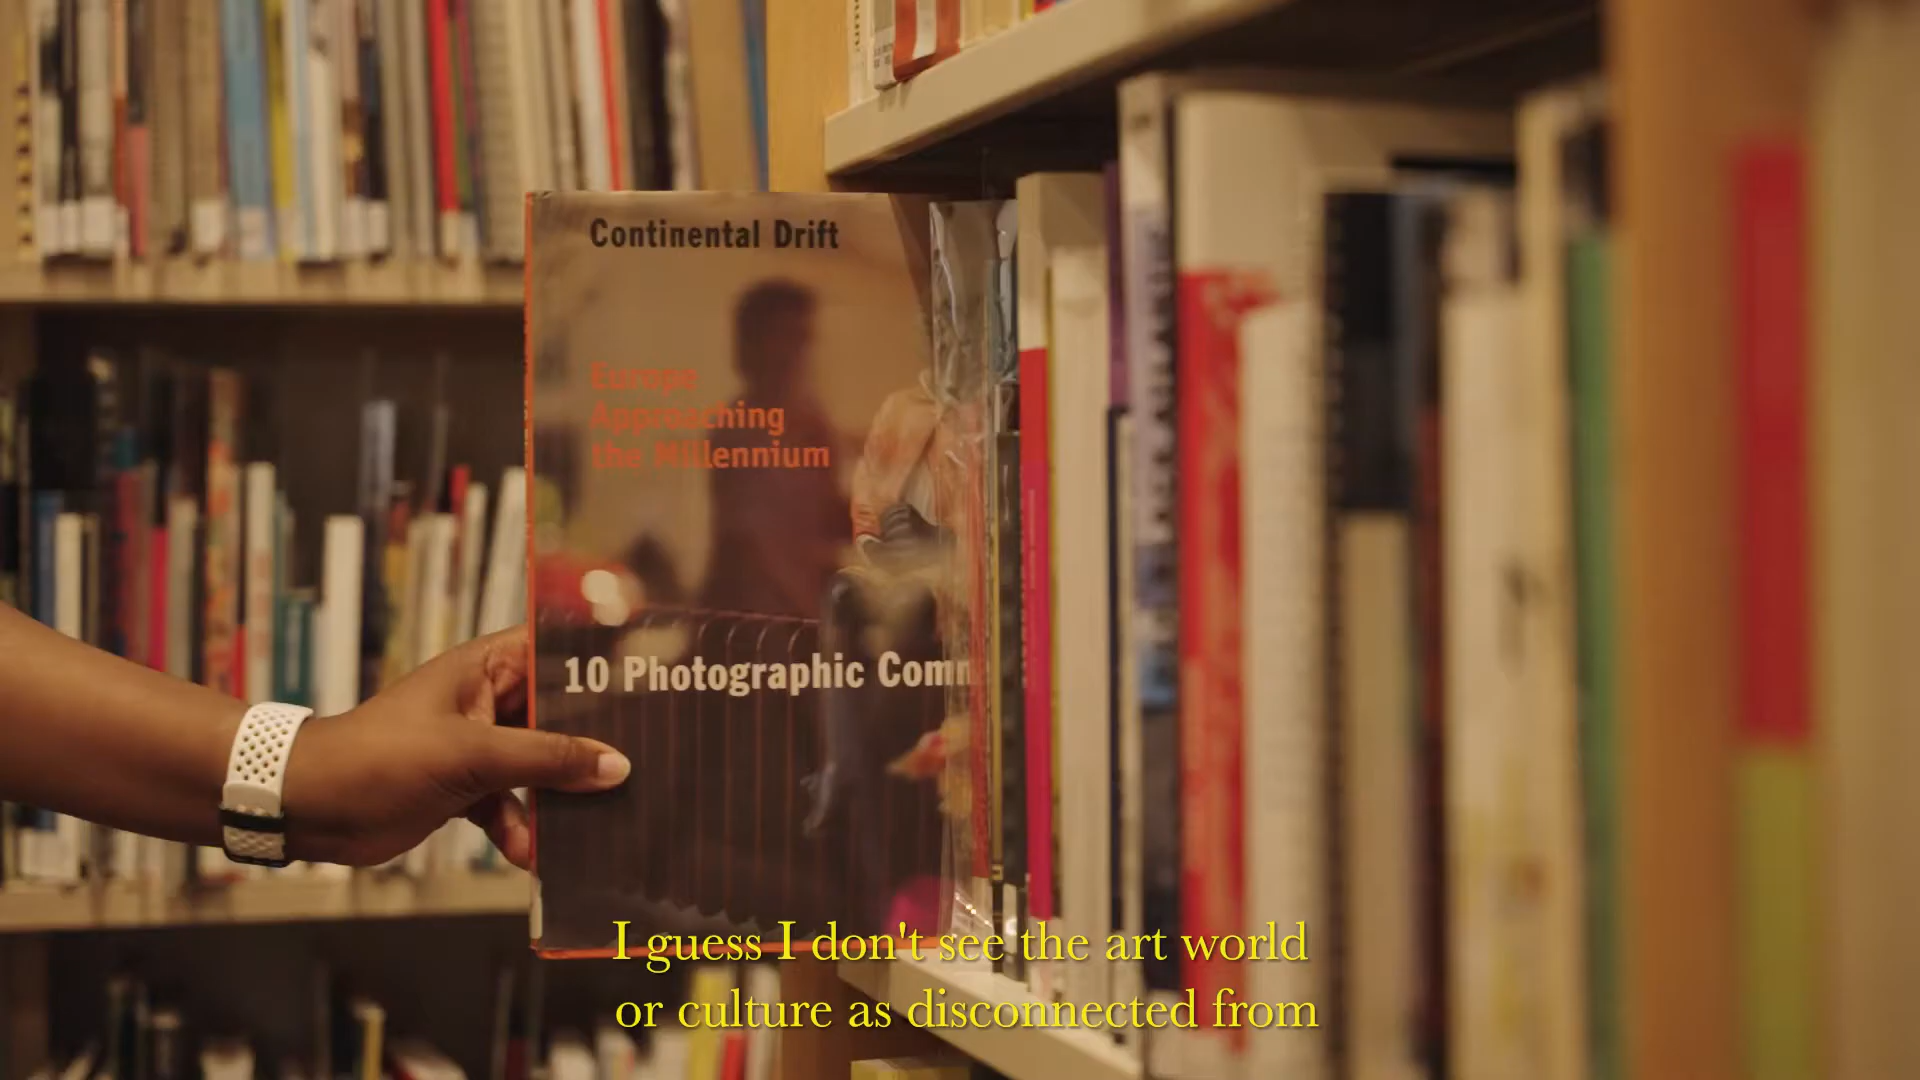 Continental Drift
Europe
Approaching
the Millennium
10 Photographic Comm
I guess I don't see the art world
or culture as disconnected from